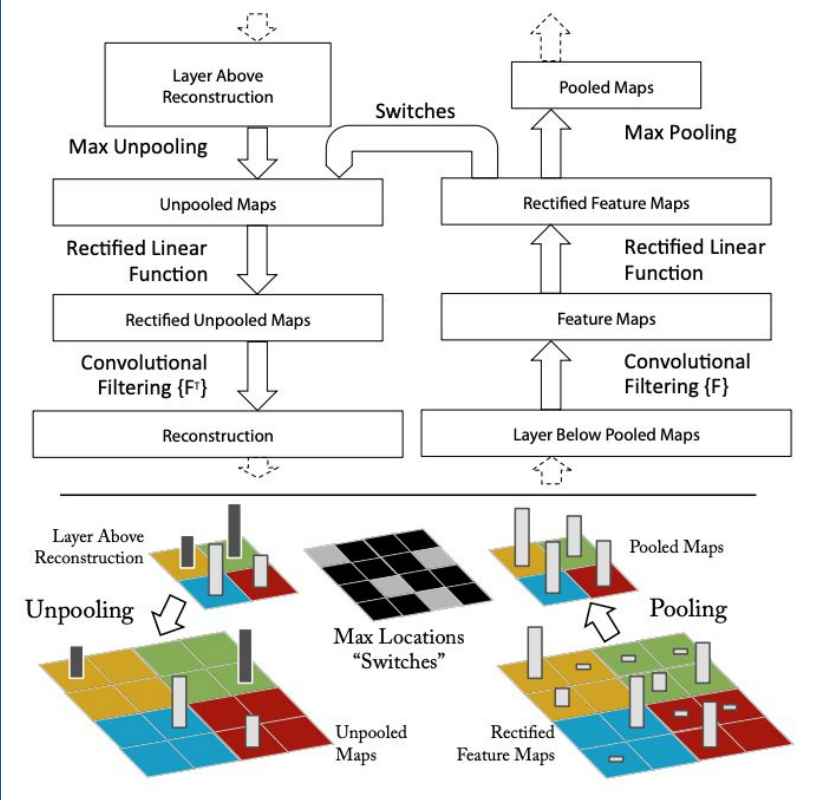 Layer Above
Reconstruction
Pooled Maps
Switches
Max Unpooling
Max Pooling
Unpooled Maps
Rectified Feature Maps
Rectified Linear
Function
Rectified Linear
Function
Rectified Unpooled Maps
Feature Maps
Convolutional
Filtering {Fᵀ}
Convolutional
Filtering {F}
Reconstruction
Layer Below Pooled Maps
Layer Above
Reconstruction
Pooled Maps
Unpooling
Pooling
Max Locations
“Switches”
Unpooled
Maps
Rectified
Feature Maps